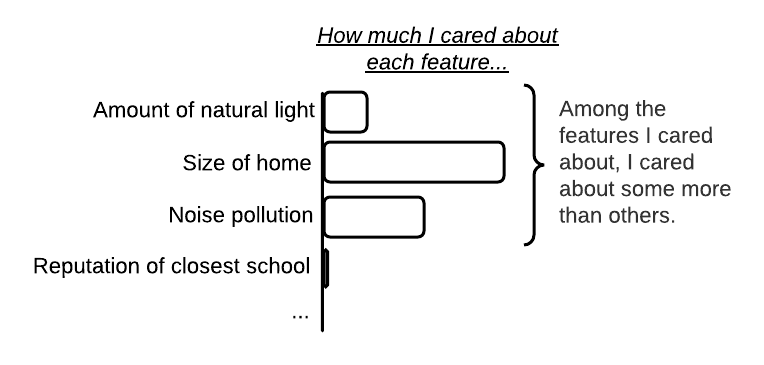 How much I cared about
each feature...
Amount of natural light
Size of home
Noise pollution
Reputation of closest school
...
Among the
features I cared
about, I cared
about some more
than others.